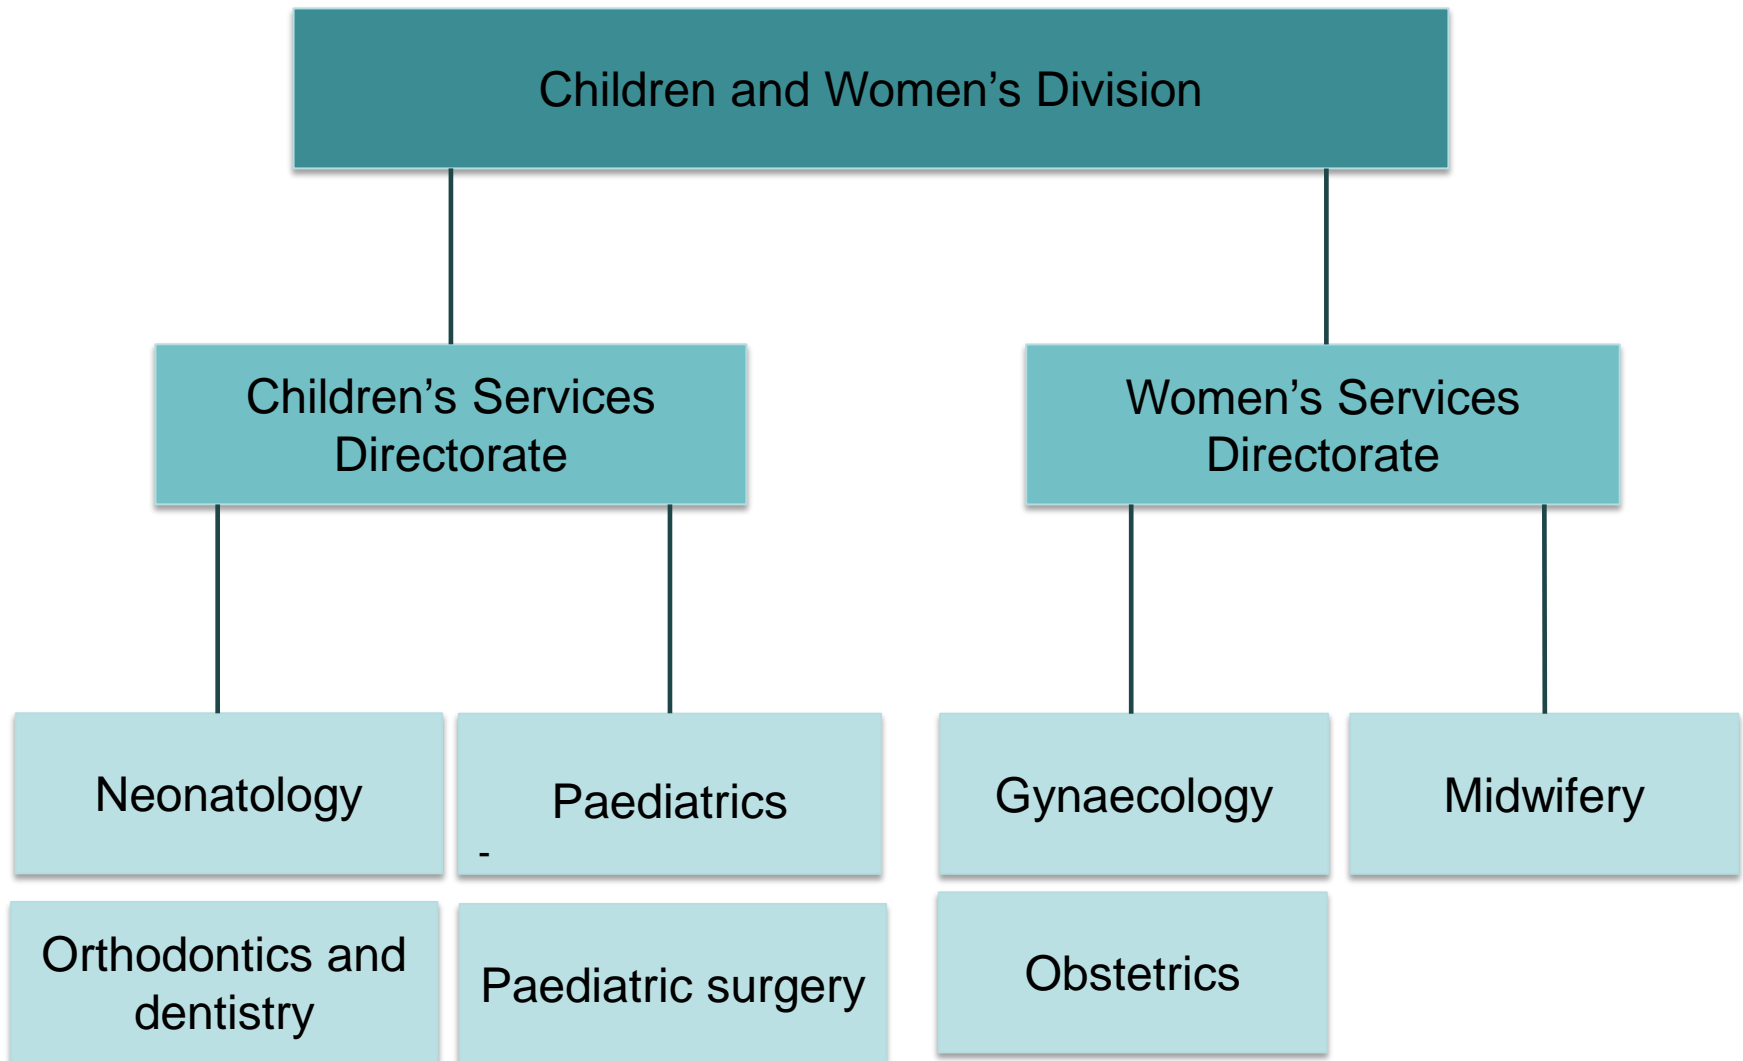 Children and Women’s Division
Children’s Services
Directorate
Women’s Services
Directorate
Neonatology
Paediatrics
-
Gynaecology
Midwifery
Orthodontics and
dentistry
Paediatric surgery
Obstetrics